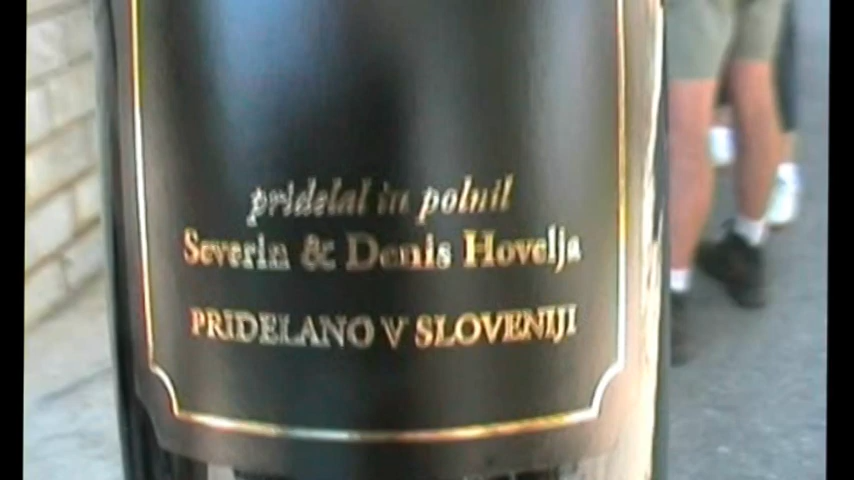 pridelal in polnil
Severin & Denis Hovelja
PRIDELANO V SLOVENIJI